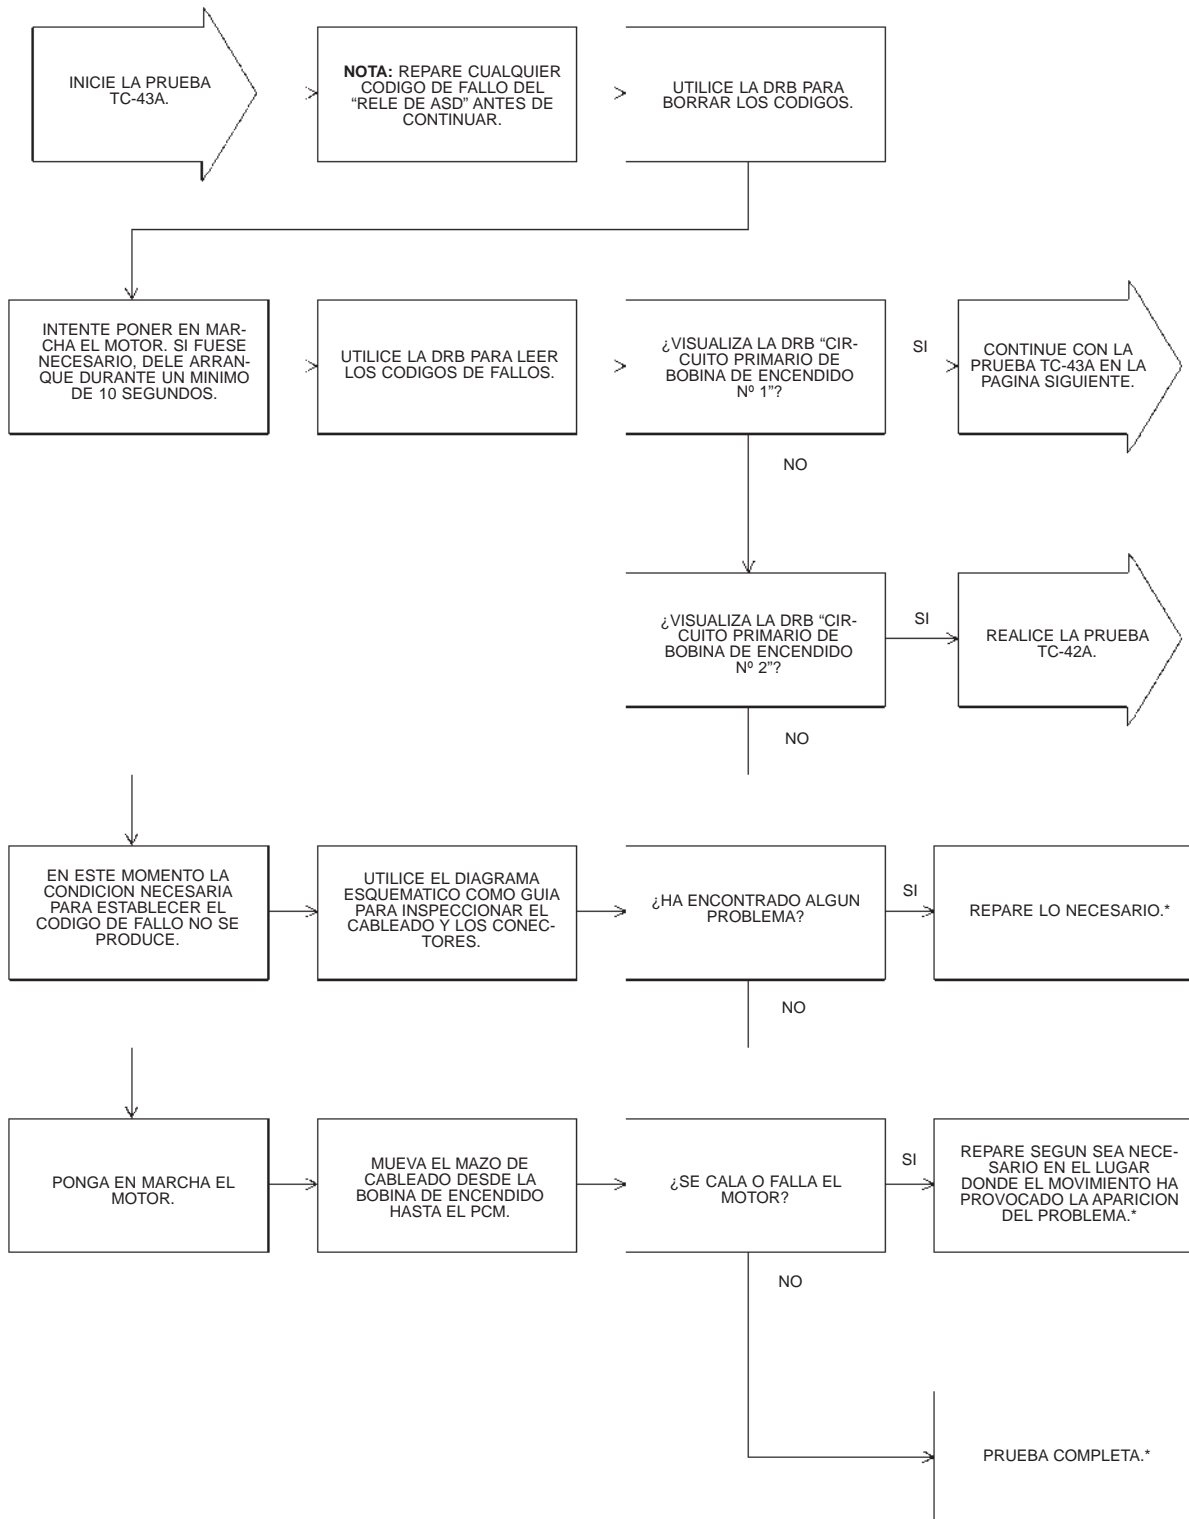 INICIE LA PRUEBA
TC-43A.
NOTA: REPARE CUALQUIER
CODIGO DE FALLO DEL
“RELE DE ASD” ANTES DE
CONTINUAR.
UTILICE LA DRB PARA
BORRAR LOS CODIGOS.
INTENTE PONER EN MAR-
CHA EL MOTOR. SI FUESE
NECESARIO, DELE ARRAN-
QUE DURANTE UN MINIMO
DE 10 SEGUNDOS.
UTILICE LA DRB PARA LEER
LOS CODIGOS DE FALLOS.
¿VISUALIZA LA DRB “CIR-
CUITO PRIMARIO DE
BOBINA DE ENCENDIDO
Nº 1”?
SI
CONTINUE CON LA
PRUEBA TC-43A EN LA
PAGINA SIGUIENTE.
NO
¿VISUALIZA LA DRB “CIR-
CUITO PRIMARIO DE
BOBINA DE ENCENDIDO
Nº 2”?
SI
REALICE LA PRUEBA
TC-42A.
NO
EN ESTE MOMENTO LA
CONDICION NECESARIA
PARA ESTABLECER EL
CODIGO DE FALLO NO SE
PRODUCE.
UTILICE EL DIAGRAMA
ESQUEMATICO COMO GUIA
PARA INSPECCIONAR EL
CABLEADO Y LOS CONEC-
TORES.
¿HA ENCONTRADO ALGUN
PROBLEMA?
SI
REPARE LO NECESARIO.*
NO
PONGA EN MARCHA EL
MOTOR.
MUEVA EL MAZO DE
CABLEADO DESDE LA
BOBINA DE ENCENDIDO
HASTA EL PCM.
¿SE CALA O FALLA EL
MOTOR?
SI
REPARE SEGUN SEA NECE-
SARIO EN EL LUGAR
DONDE EL MOVIMIENTO HA
PROVOCADO LA APARICION
DEL PROBLEMA.*
NO
PRUEBA COMPLETA.*